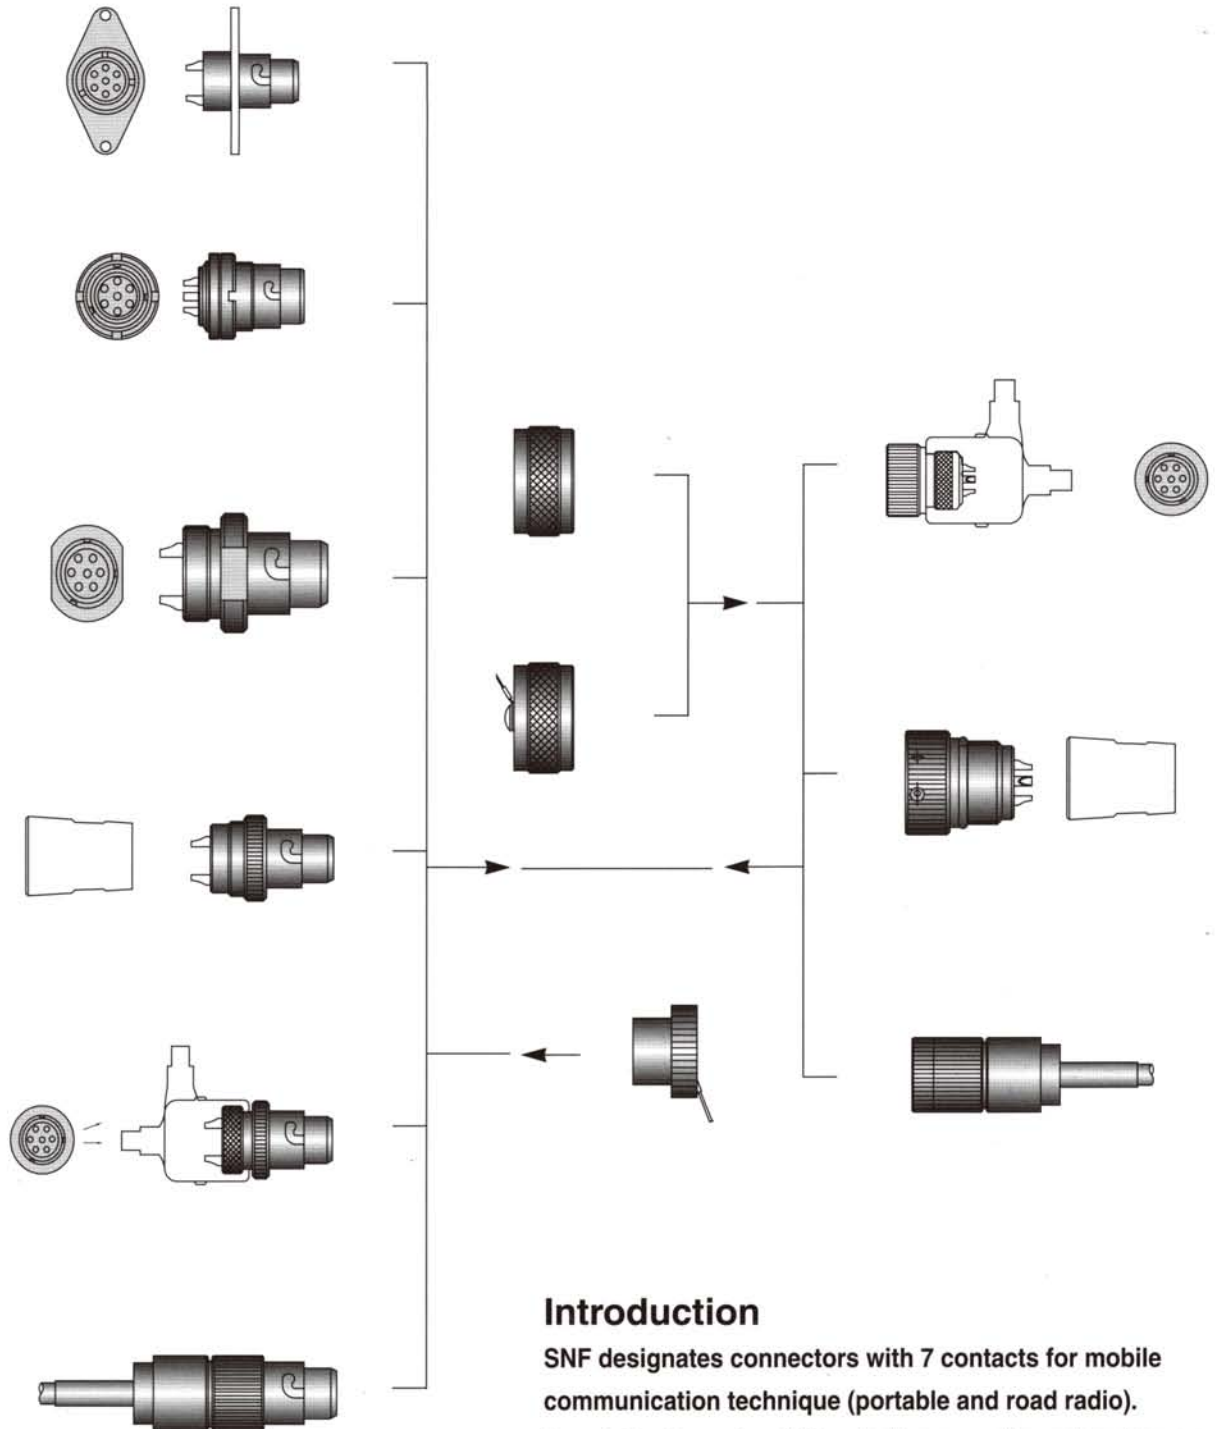 Introduction
SNF designates connectors with 7 contacts for mobile
communication technique (portable and road radio).